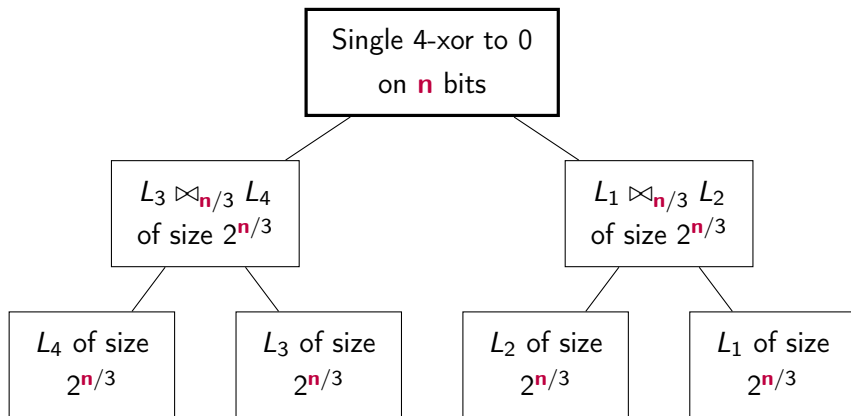 Single 4-xor to 0
on n bits
L₃ ⋈ₙ/₃ L₄
of size 2ⁿ/³
L₁ ⋈ₙ/₃ L₂
of size 2ⁿ/³
L₄ of size
2ⁿ/³
L₃ of size
2ⁿ/³
L₂ of size
2ⁿ/³
L₁ of size
2ⁿ/³